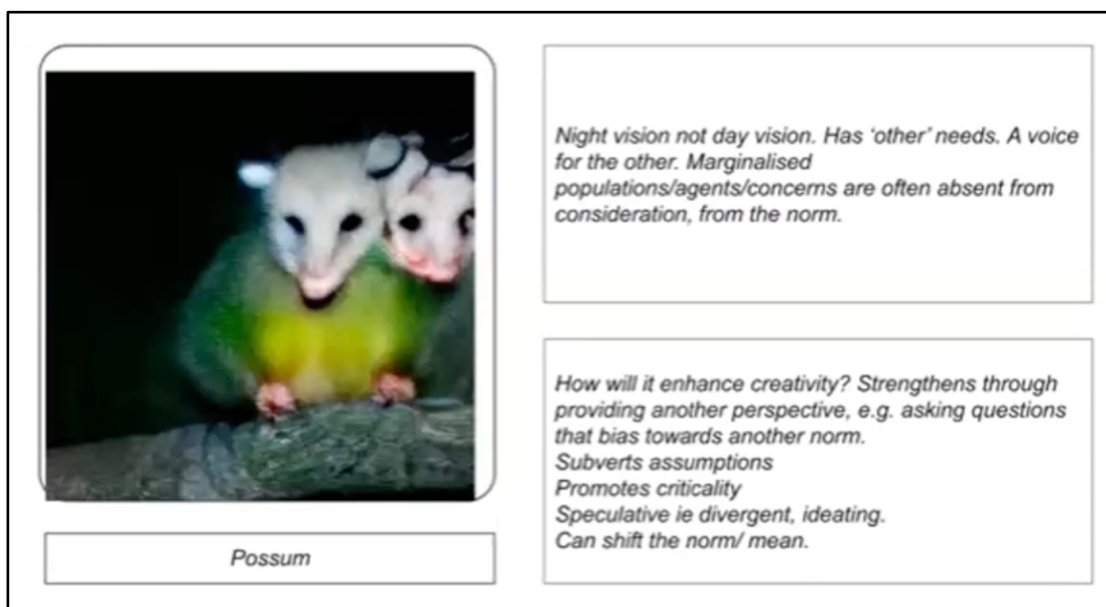 Night vision not day vision. Has ‘other’ needs. A voice
for the other. Marginalised
populations/agents/concerns are often absent from
consideration, from the norm.
How will it enhance creativity? Strengthens through
providing another perspective, e.g. asking questions
that bias towards another norm.
Subverts assumptions
Promotes criticality
Speculative ie divergent, ideating.
Can shift the norm/ mean.
Possum